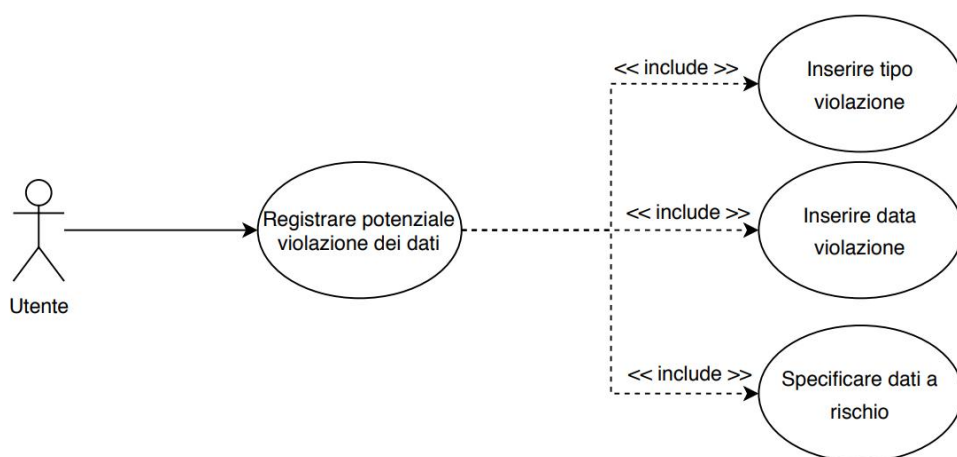 << include >>
Inserire tipo
violazione
Utente
Registrare potenziale
violazione dei dati
<< include >>
Inserire data
violazione
<< include >>
Specificare dati a
rischio